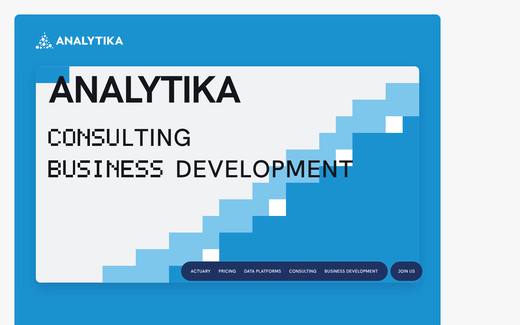 ANALYTIKA
ANALYTIKA
CONSULTING
BUSINESS DEVELOPMENT
ACTUARY PRICING DATA PLATFORMS CONSULTING BUSINESS DEVELOPMENT JOIN US